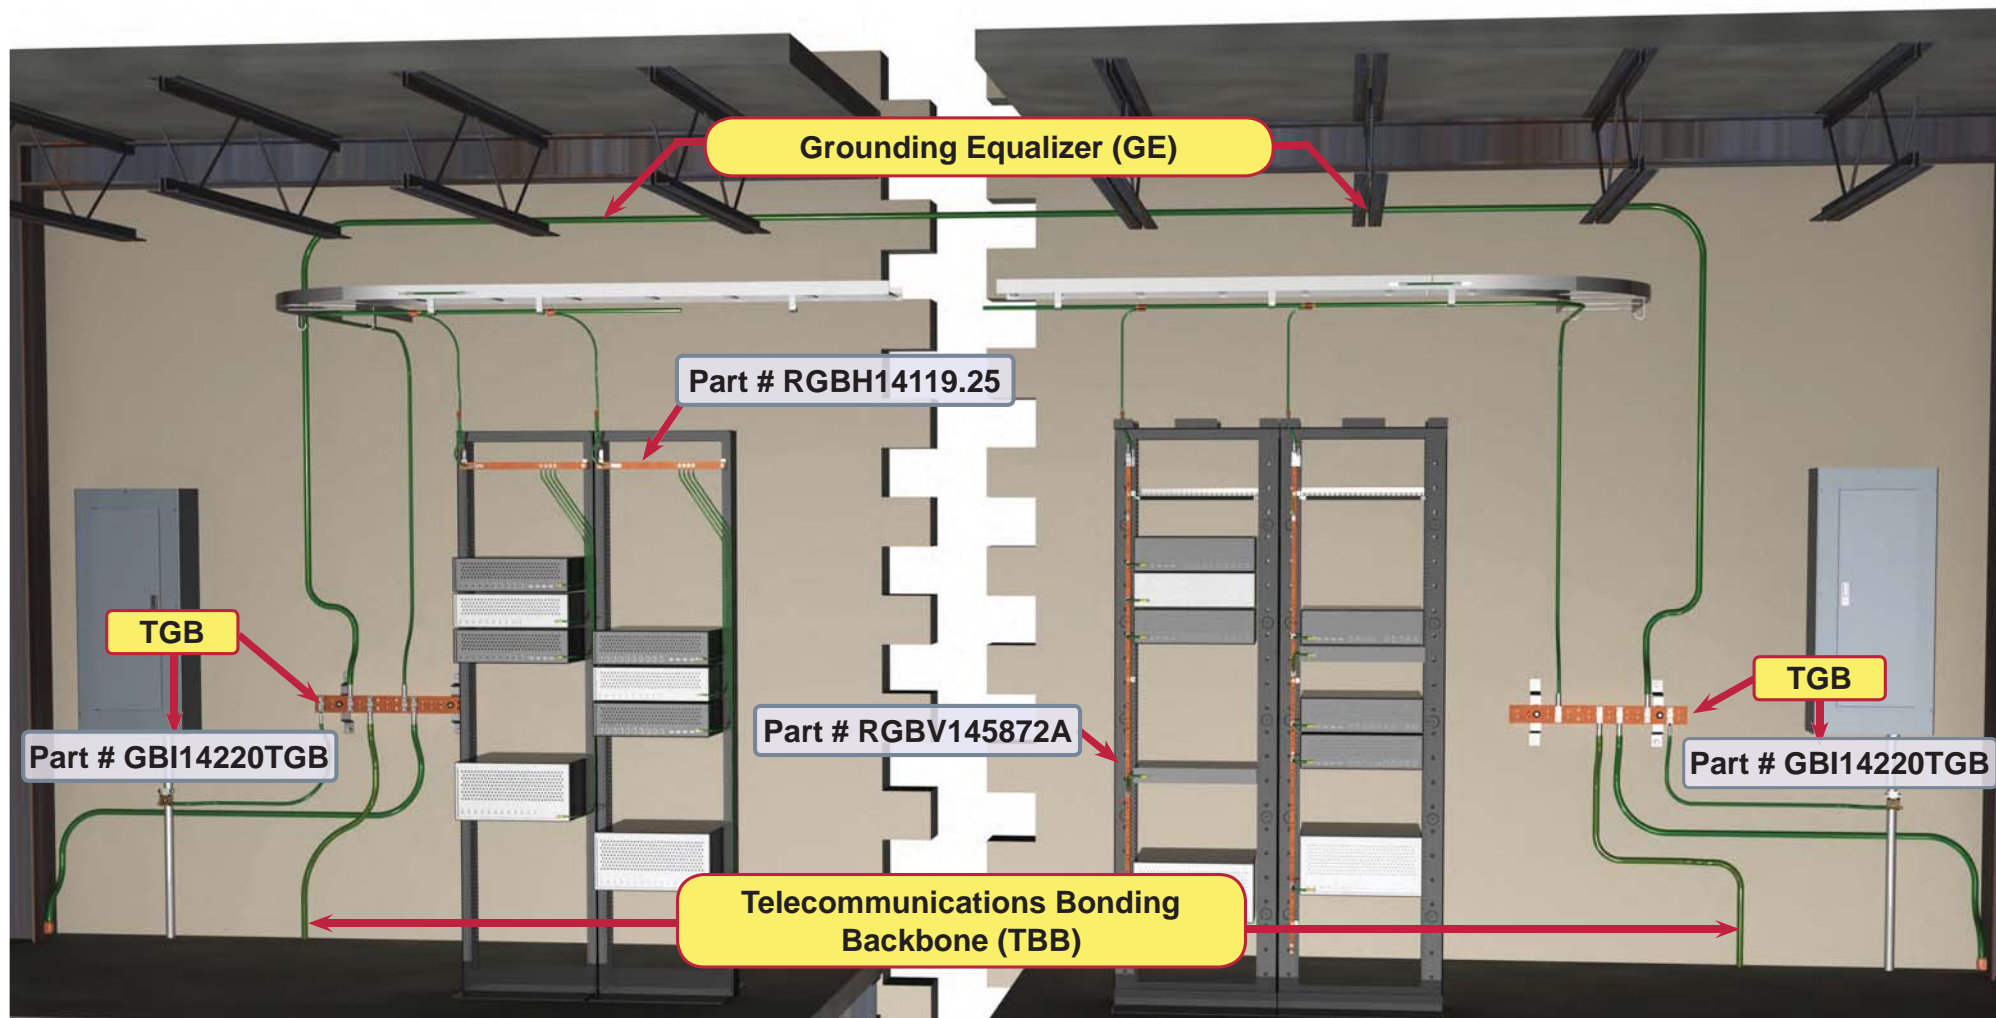 Grounding Equalizer (GE)
Part # RGBH14119.25
TGB
Part # GBI14220TGB
Part # RGBV145872A
TGB
Part # GBI14220TGB
Telecommunications Bonding
Backbone (TBB)